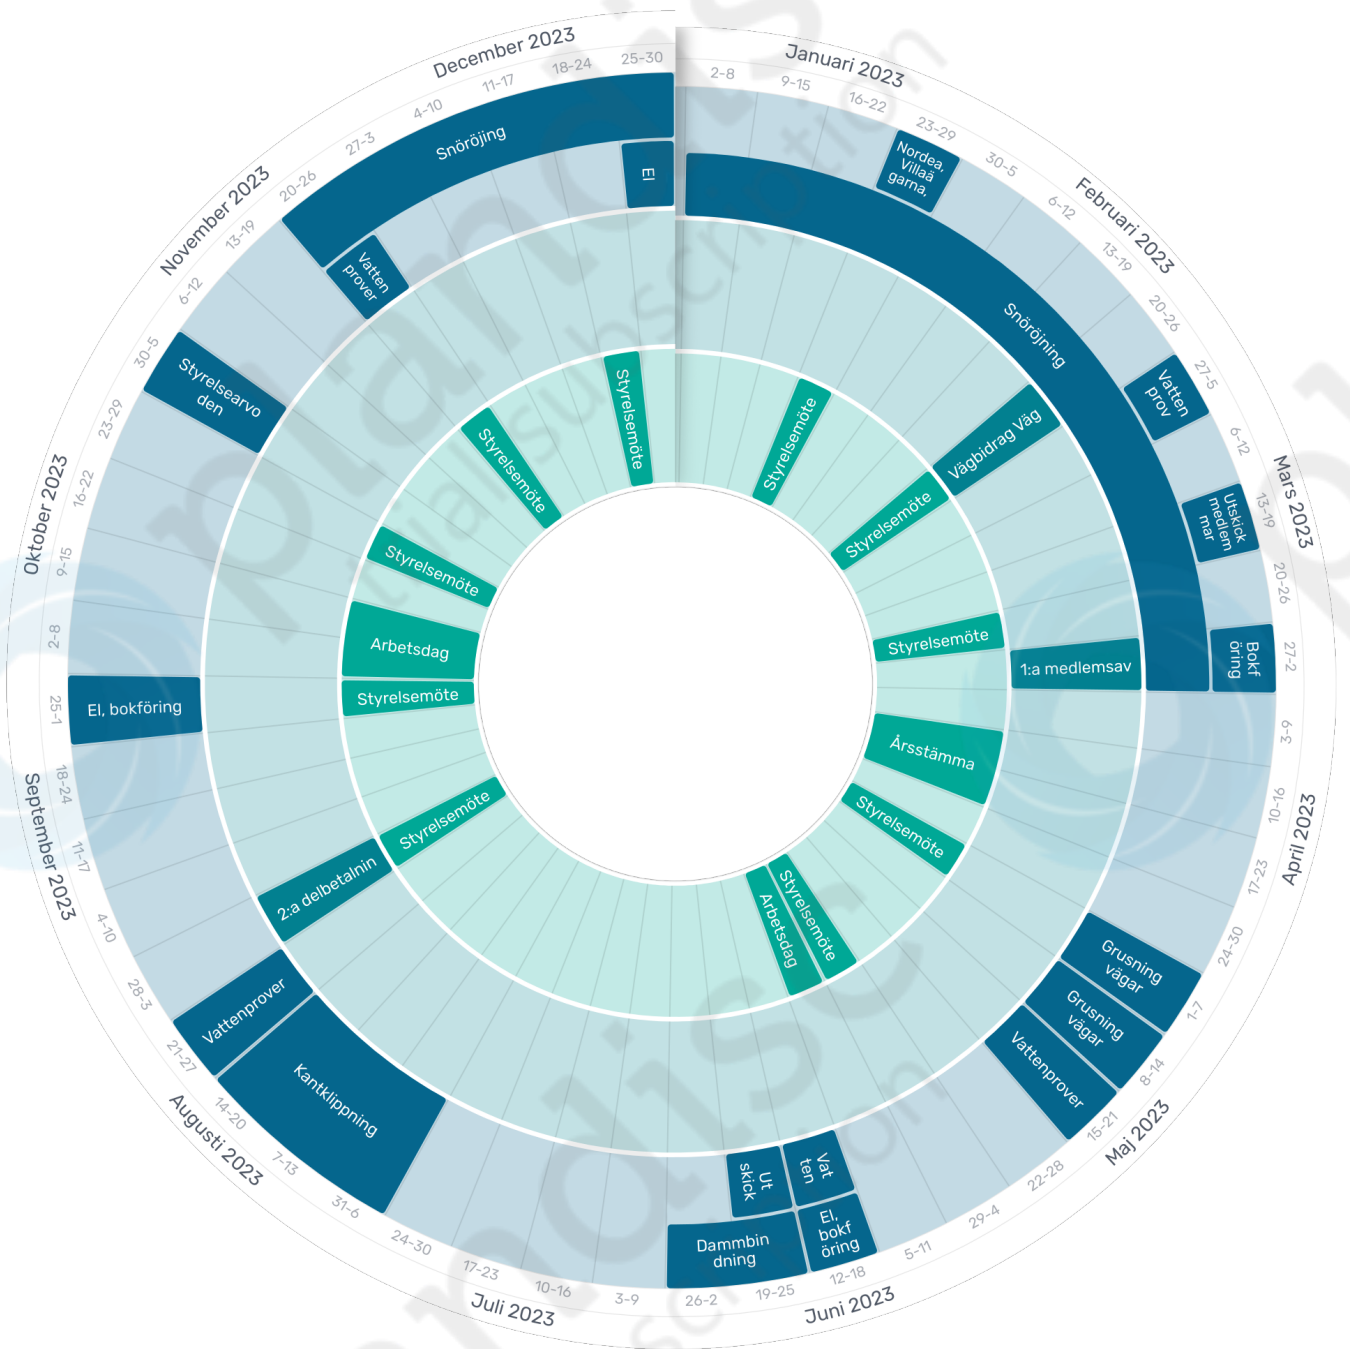 Januari 2023
2-8
9-15
16-22
23-29
30-5
Februari 2023
6-12
13-19
20-26
27-5
Mars 2023
6-12
13-19
20-26
27-2
April 2023
3-9
10-16
17-23
24-30
Maj 2023
1-7
8-14
15-21
22-28
29-4
Juni 2023
5-11
12-18
19-25
26-2
Juli 2023
3-9
10-16
17-23
24-30
Augusti 2023
31-6
7-13
14-20
21-27
28-3
September 2023
4-10
11-17
18-24
25-1
Oktober 2023
2-8
9-15
16-22
23-29
30-5
November 2023
6-12
13-19
20-26
27-3
December 2023
4-10
11-17
18-24
25-30
Nordea,
Villaä
garna,
Snöröjning
Vatten
prov
Utskick
medlem
mar
Bokf
öring
Grusning
vägar
Grusning
vägar
Vattenprover
Vat
ten
El,
bokf
öring
Ut
skick
Dammbin
dning
Kantklippning
Vattenprover
El, bokföring
Styrelsearvo
den
Vatten
prover
Snöröjing
El
Vägbidrag Väg
1:a medlemsav
2:a delbetalnin
Styrelsemöte
Styrelsemöte
Styrelsemöte
Årsstämma
Styrelsemöte
Styrelsemöte
Arbetsdag
Styrelsemöte
Styrelsemöte
Arbetsdag
Styrelsemöte
Styrelsemöte
Styrelsemöte